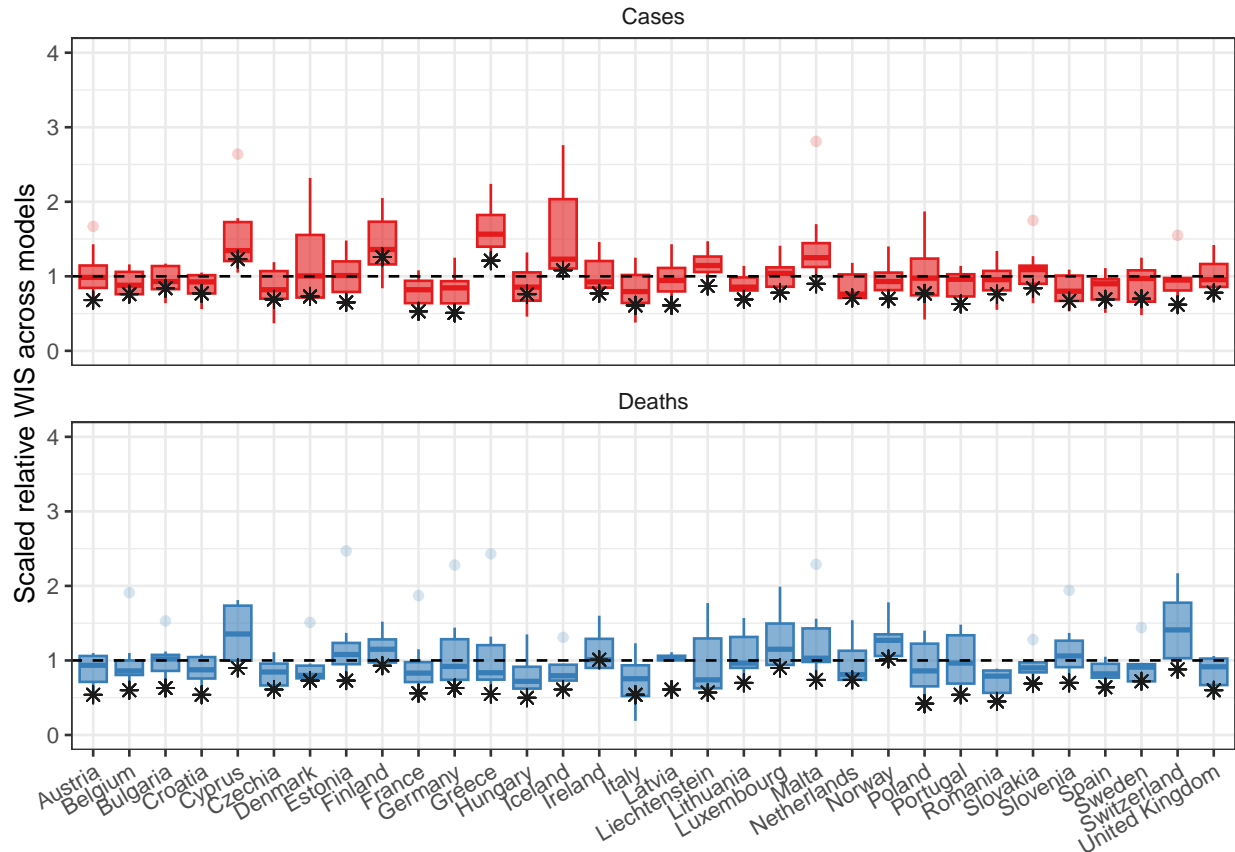 Cases
4
3
2
1
0
Scaled relative WIS across models
Deaths
4
3
2
1
0
Austria
Belgium
Bulgaria
Croatia
Cyprus
Czechia
Denmark
Estonia
Finland
France
Germany
Greece
Hungary
Iceland
Ireland
Italy
Latvia
Liechtenstein
Lithuania
Luxembourg
Malta
Netherlands
Norway
Poland
Portugal
Romania
Slovakia
Slovenia
Spain
Sweden
Switzerland
United Kingdom